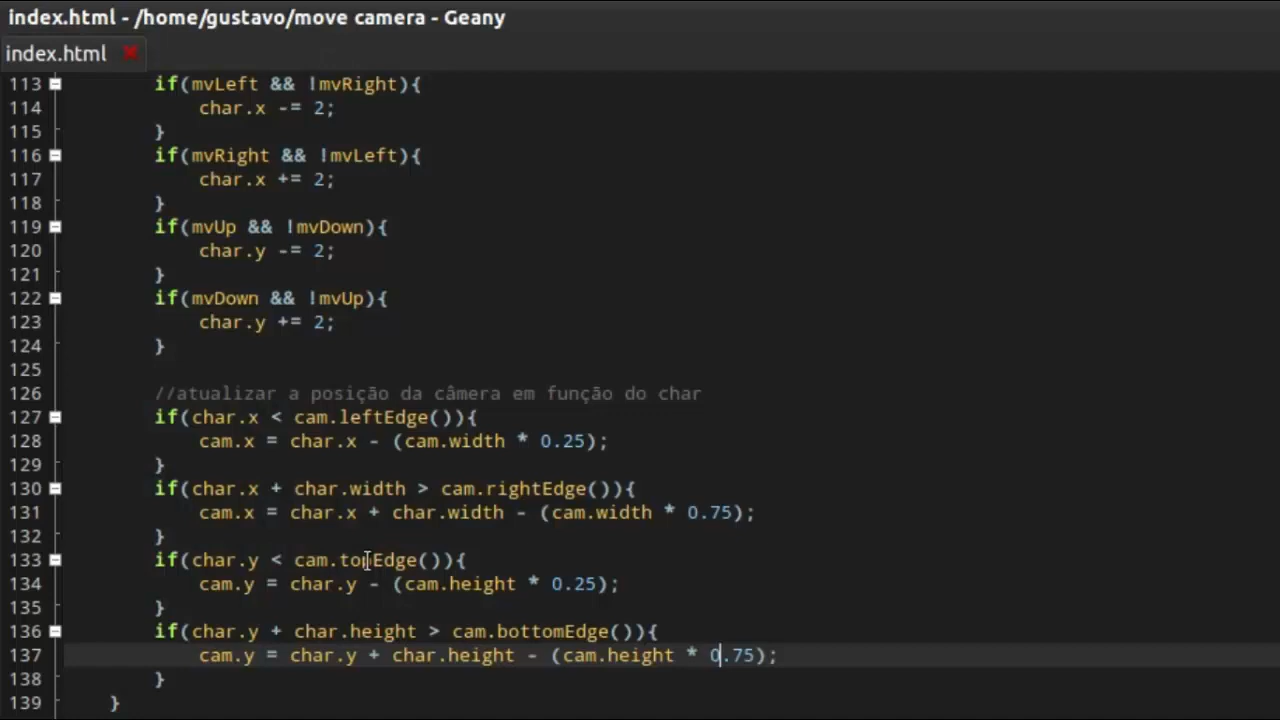 index.html - /home/gustavo/move camera - Geany
index.html
113 if(mvLeft && !mvRight){
114 char.x -= 2;
115 }
116 if(mvRight && !mvLeft){
117 char.x += 2;
118 }
119 if(mvUp && !mvDown){
120 char.y -= 2;
121 }
122 if(mvDown && !mvUp){
123 char.y += 2;
124 }
125
126 //atualizar a posição da câmera em função do char
127 if(char.x < cam.leftEdge()){
128 cam.x = char.x - (cam.width * 0.25);
129 }
130 if(char.x + char.width > cam.rightEdge()){
131 cam.x = char.x + char.width - (cam.width * 0.75);
132 }
133 if(char.y < cam.topEdge()){
134 cam.y = char.y - (cam.height * 0.25);
135 }
136 if(char.y + char.height > cam.bottomEdge()){
137 cam.y = char.y + char.height - (cam.height * 0.75);
138 }
139 }